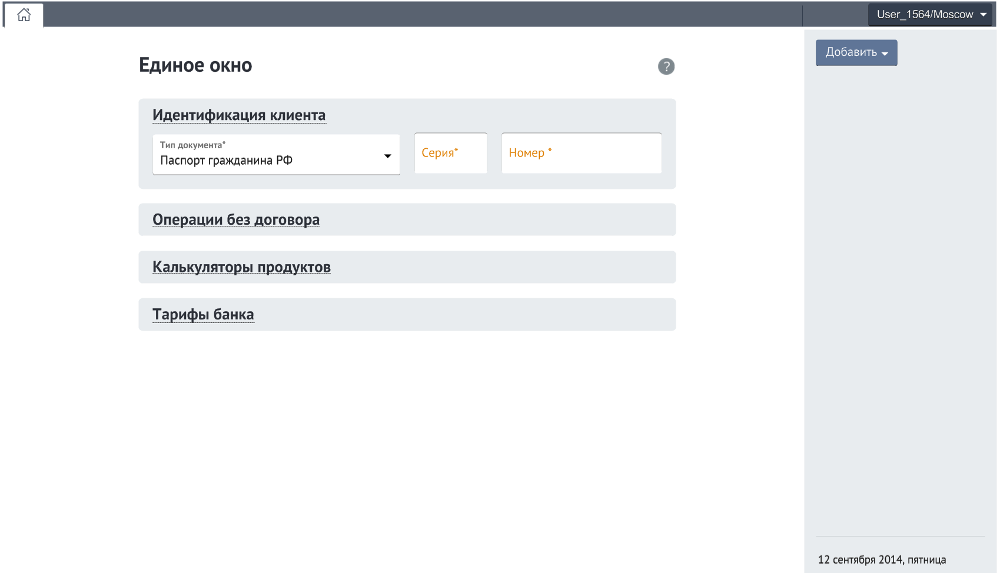 User_1564/Moscow
Добавить
Единое окно
?
Идентификация клиента
Тип документа*
Паспорт гражданина РФ
Серия*
Номер *
Операции без договора
Калькуляторы продуктов
Тарифы банка
12 сентября 2014, пятница